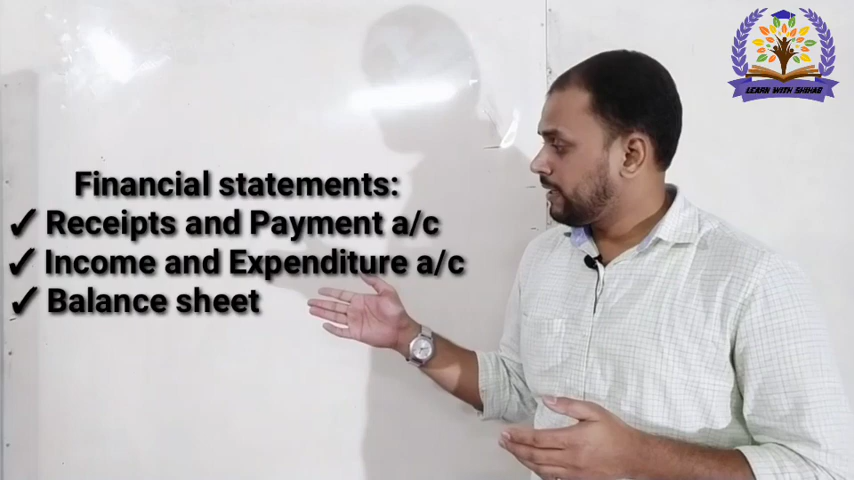 LEARN WITH SHIHAB
Financial statements:
✓ Receipts and Payment a/c
✓ Income and Expenditure a/c
✓ Balance sheet